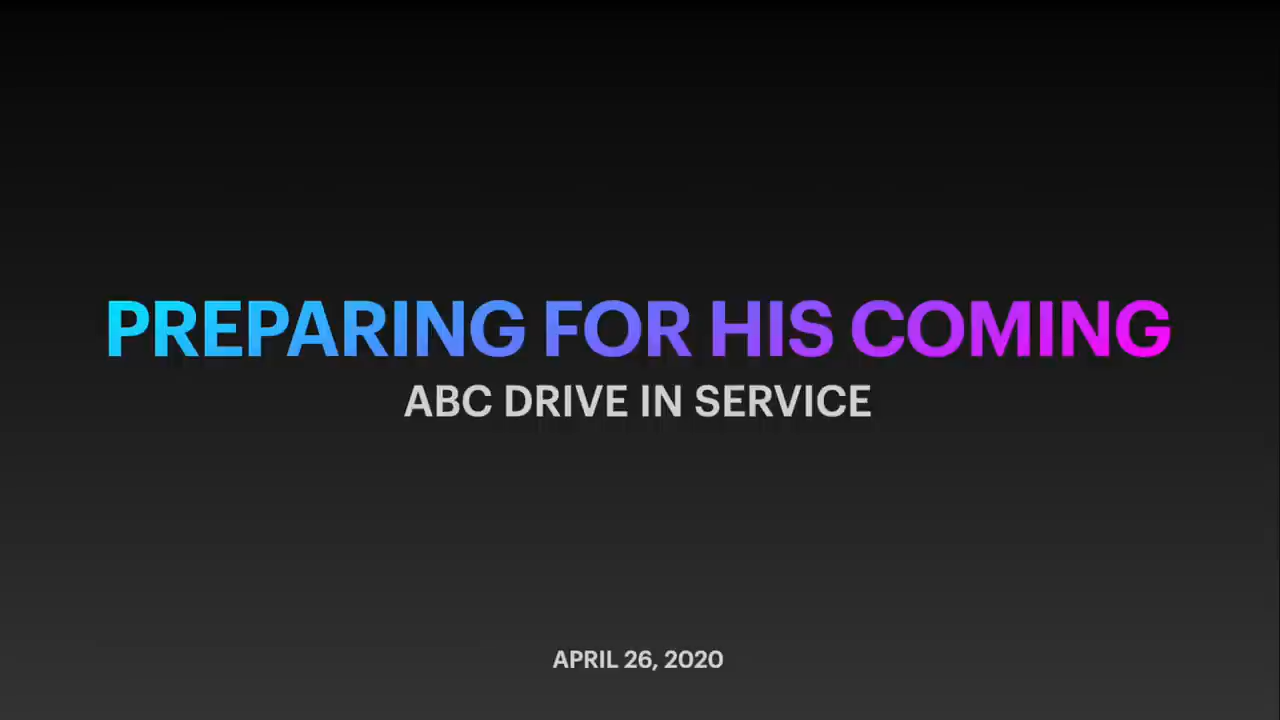 PREPARING FOR HIS COMING
ABC DRIVE IN SERVICE
APRIL 26, 2020